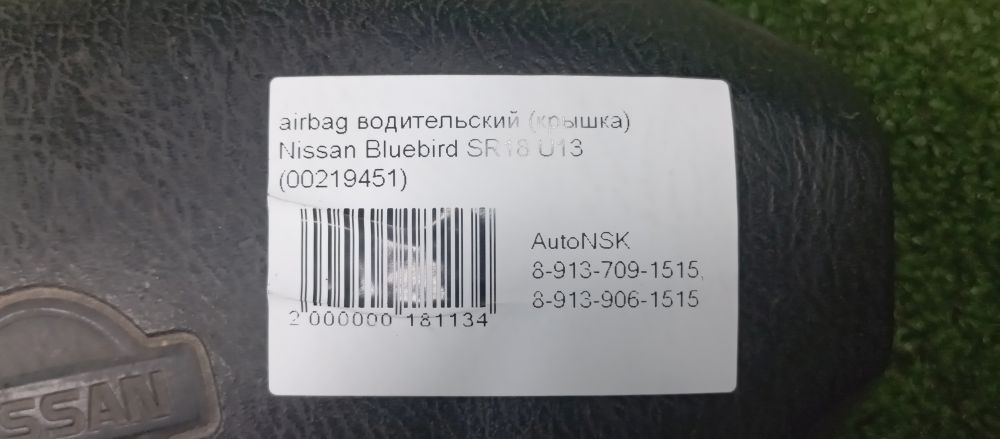 airbag водительский (крышка)
Nissan Bluebird SR18 U13
(00219451)
AutoNSK
8-913-709-1515,
8-913-906-1515
2 000000 181134
SSAN